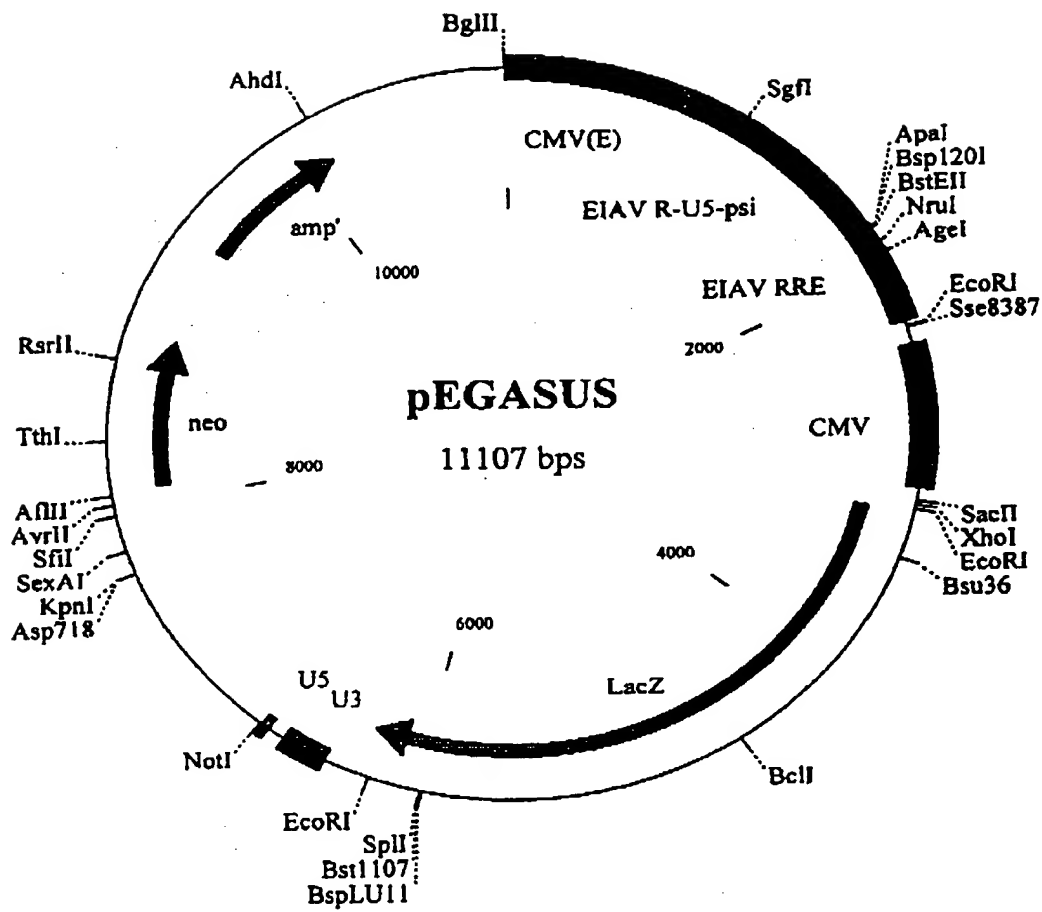 BglII
AhdI
SgfI
CMV(E)
ApaI
Bsp120I
BstEII
NruI
AgeI
EIAV R-U5-psi
amp'
10000
EIAV RRE
EcoRI
Sse8387
2000
RsrII
pEGASUS
neo
CMV
TthI
11107 bps
8000
AflII
AvrII
SfiI
SexAI
KpnI
Asp718
SacII
XhoI
EcoRI
Bsu36
4000
6000
U5
U3
LacZ
NotI
BclI
EcoRI
SplI
Bst1107
BspLU11